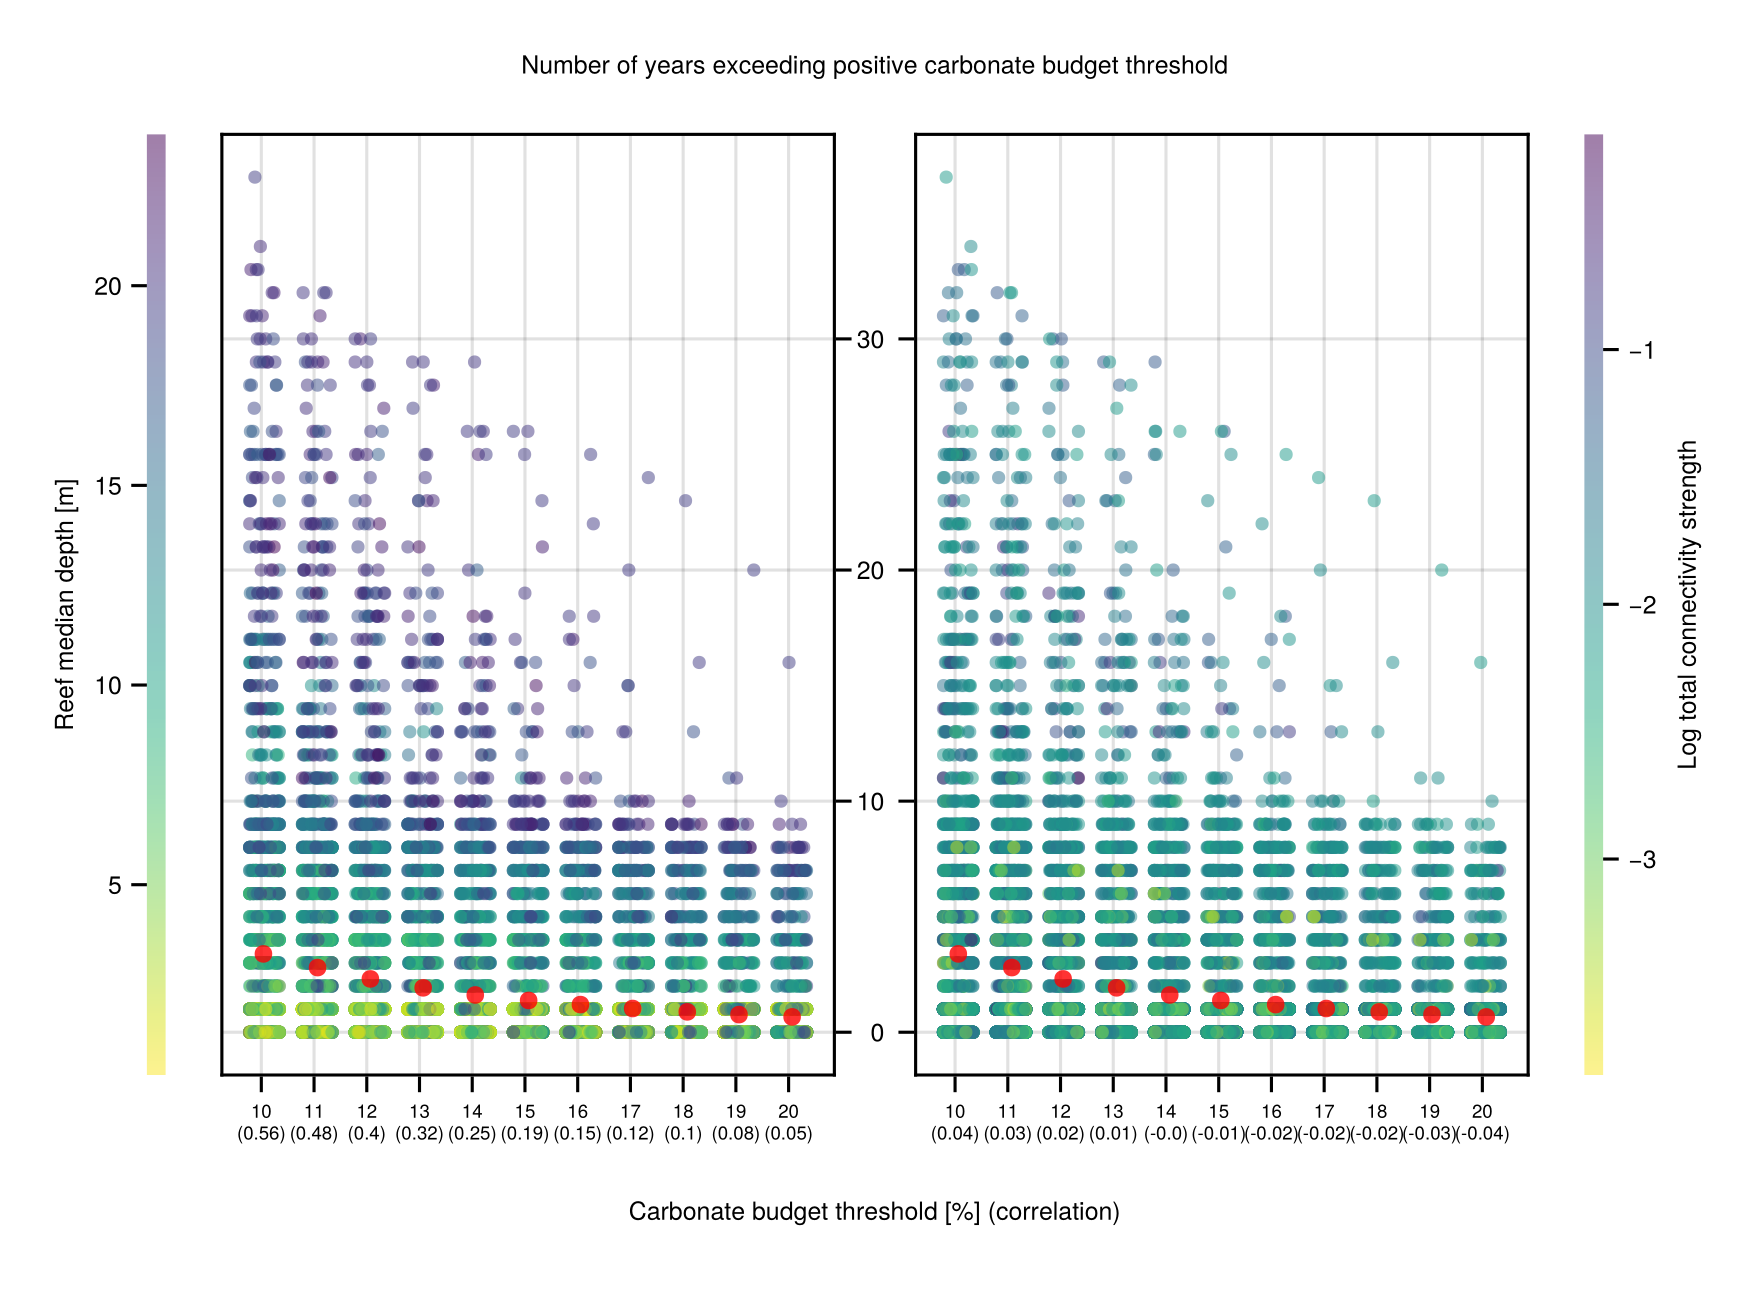 Number of years exceeding positive carbonate budget threshold
Reef median depth [m]
20
15
10
5
30
20
10
0
10 11 12 13 14 15 16 17 18 19 20
(0.56) (0.48) (0.4) (0.32) (0.25) (0.19) (0.15) (0.12) (0.1) (0.08) (0.05)
10 11 12 13 14 15 16 17 18 19 20
(0.04) (0.03) (0.02) (0.01) (-0.0) (-0.01) (-0.02) (-0.02) (-0.02) (-0.03) (-0.04)
−1
−2
−3
Log total connectivity strength
Carbonate budget threshold [%] (correlation)